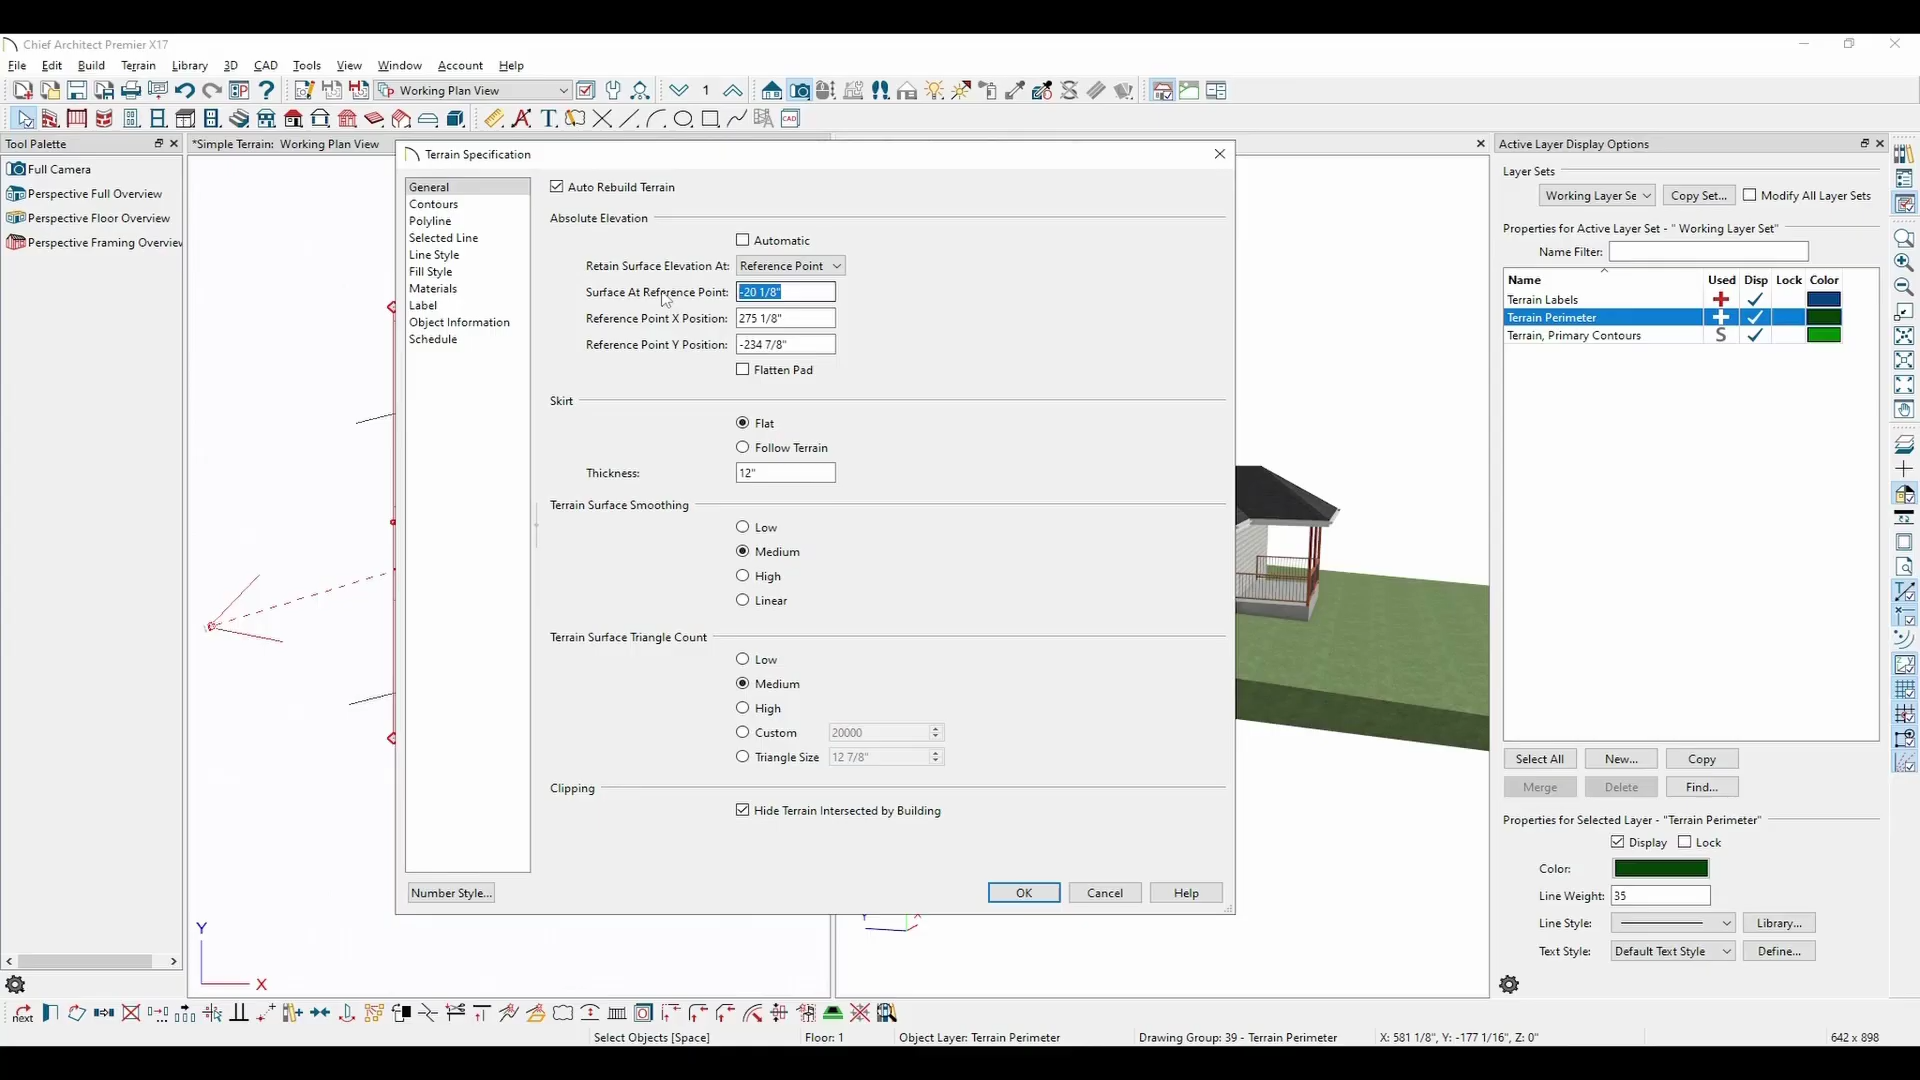 Chief Architect Premier X17
File Edit Build Terrain Library 3D CAD Tools View Window Account Help
Working Plan View 1
Tool Palette
*Simple Terrain: Working Plan View
Full Camera
Perspective Full Overview
Perspective Floor Overview
Perspective Framing Overview
Y
X
Terrain Specification
General
Contours
Polyline
Selected Line
Line Style
Fill Style
Materials
Label
Object Information
Schedule
Auto Rebuild Terrain
Absolute Elevation
Automatic
Retain Surface Elevation At: Reference Point
Surface At Reference Point: -20 1/8"
Reference Point X Position: 275 1/8"
Reference Point Y Position: -234 7/8"
Flatten Pad
Skirt
Flat
Follow Terrain
Thickness: 12"
Terrain Surface Smoothing
Low
Medium
High
Linear
Terrain Surface Triangle Count
Low
Medium
High
Custom 20000
Triangle Size 12 7/8"
Clipping
Hide Terrain Intersected by Building
Number Style... OK Cancel Help
Active Layer Display Options
Layer Sets
Working Layer Se Copy Set... Modify All Layer Sets
Properties for Active Layer Set - " Working Layer Set"
Name Filter:
Name Used Disp Lock Color
Terrain Labels
Terrain Perimeter
Terrain, Primary Contours S
Select All New... Copy
Merge Delete Find...
Properties for Selected Layer - "Terrain Perimeter"
Display Lock
Color:
Line Weight: 35
Line Style: Library...
Text Style: Default Text Style Define...
next
Select Objects [Space] Floor: 1 Object Layer: Terrain Perimeter Drawing Group: 39 - Terrain Perimeter X: 581 1/8", Y: -177 1/16", Z: 0" 642 x 898